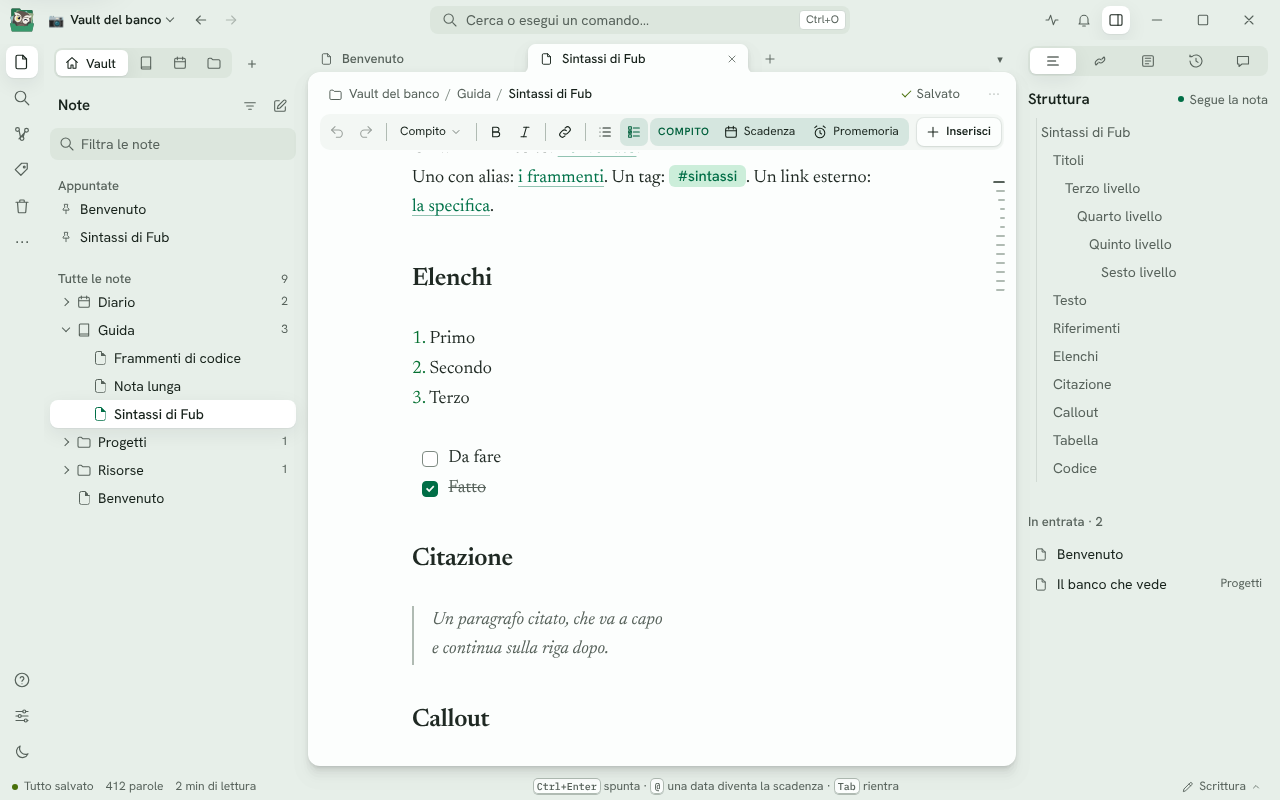 Vault del banco
Cerca o esegui un comando…
Ctrl+O
Vault
Note
Filtra le note
Appuntate
Benvenuto
Sintassi di Fub
Tutte le note 9
Diario 2
Guida 3
Frammenti di codice
Nota lunga
Sintassi di Fub
Progetti 1
Risorse 1
Benvenuto
Benvenuto
Sintassi di Fub
Vault del banco / Guida / Sintassi di Fub
Salvato
Compito
B I
COMPITO Scadenza Promemoria
Inserisci
Uno con alias: i frammenti. Un tag: #sintassi. Un link esterno:
la specifica.
Elenchi
1. Primo
2. Secondo
3. Terzo
Da fare
Fatto
Citazione
Un paragrafo citato, che va a capo
e continua sulla riga dopo.
Callout
Struttura
Segue la nota
Sintassi di Fub
Titoli
Terzo livello
Quarto livello
Quinto livello
Sesto livello
Testo
Riferimenti
Elenchi
Citazione
Callout
Tabella
Codice
In entrata · 2
Benvenuto
Il banco che vede Progetti
Tutto salvato 412 parole 2 min di lettura
Ctrl+Enter spunta · @ una data diventa la scadenza · Tab rientra
Scrittura